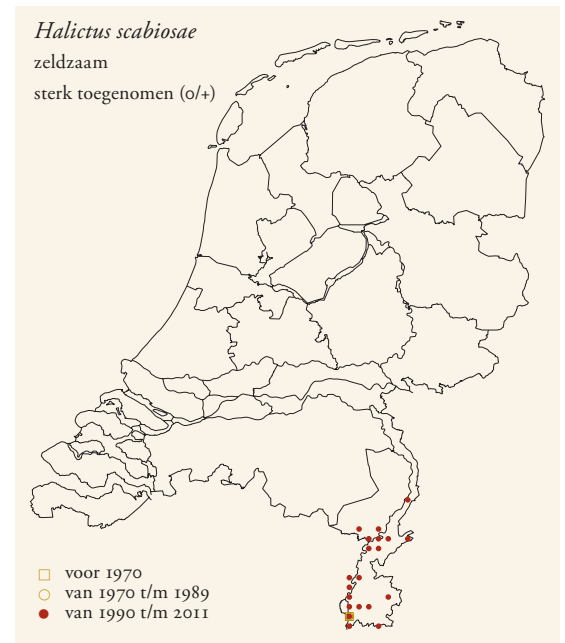 Halictus scabiosae
zeldzaam
sterk toegenomen (0/+)
voor 1970
van 1970 t/m 1989
van 1990 t/m 2011